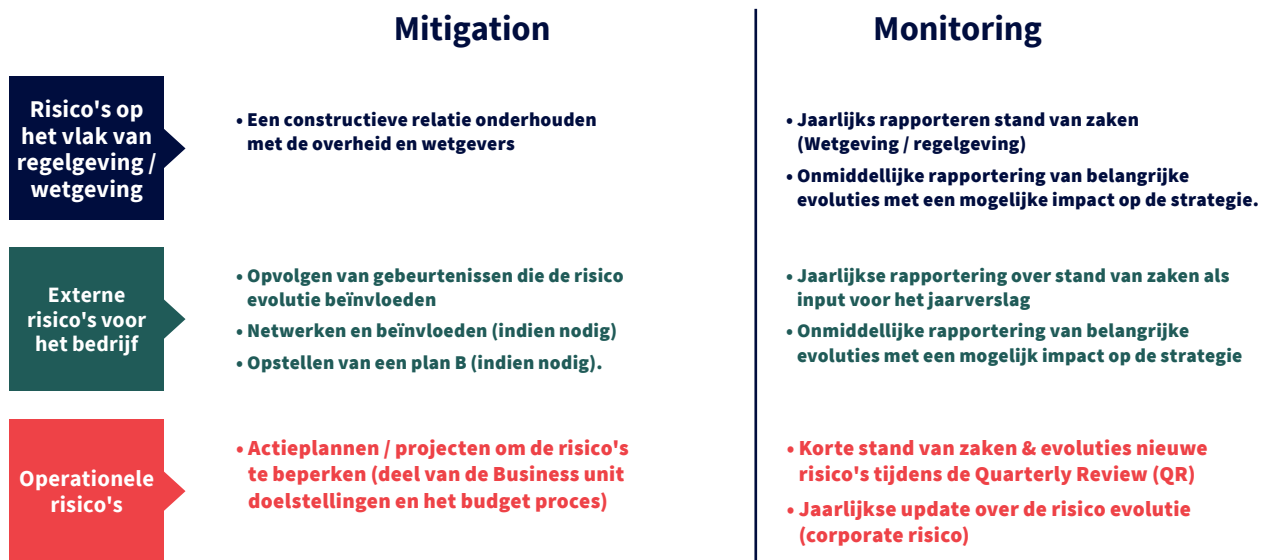 Mitigation
Monitoring
Risico's op
het vlak van
regelgeving /
wetgeving
• Een constructieve relatie onderhouden
met de overheid en wetgevers
• Jaarlijks rapporteren stand van zaken
(Wetgeving / regelgeving)
• Onmiddellijke rapportering van belangrijke
evoluties met een mogelijke impact op de strategie.
Externe
risico's voor
het bedrijf
• Opvolgen van gebeurtenissen die de risico
evolutie beïnvloeden
• Netwerken en beïnvloeden (indien nodig)
• Opstellen van een plan B (indien nodig).
• Jaarlijkse rapportering over stand van zaken als
input voor het jaarverslag
• Onmiddellijke rapportering van belangrijke
evoluties met een mogelijk impact op de strategie
Operationele
risico's
• Actieplannen / projecten om de risico's
te beperken (deel van de Business unit
doelstellingen en het budget proces)
• Korte stand van zaken & evoluties nieuwe
risico's tijdens de Quarterly Review (QR)
• Jaarlijkse update over de risico evolutie
(corporate risico)